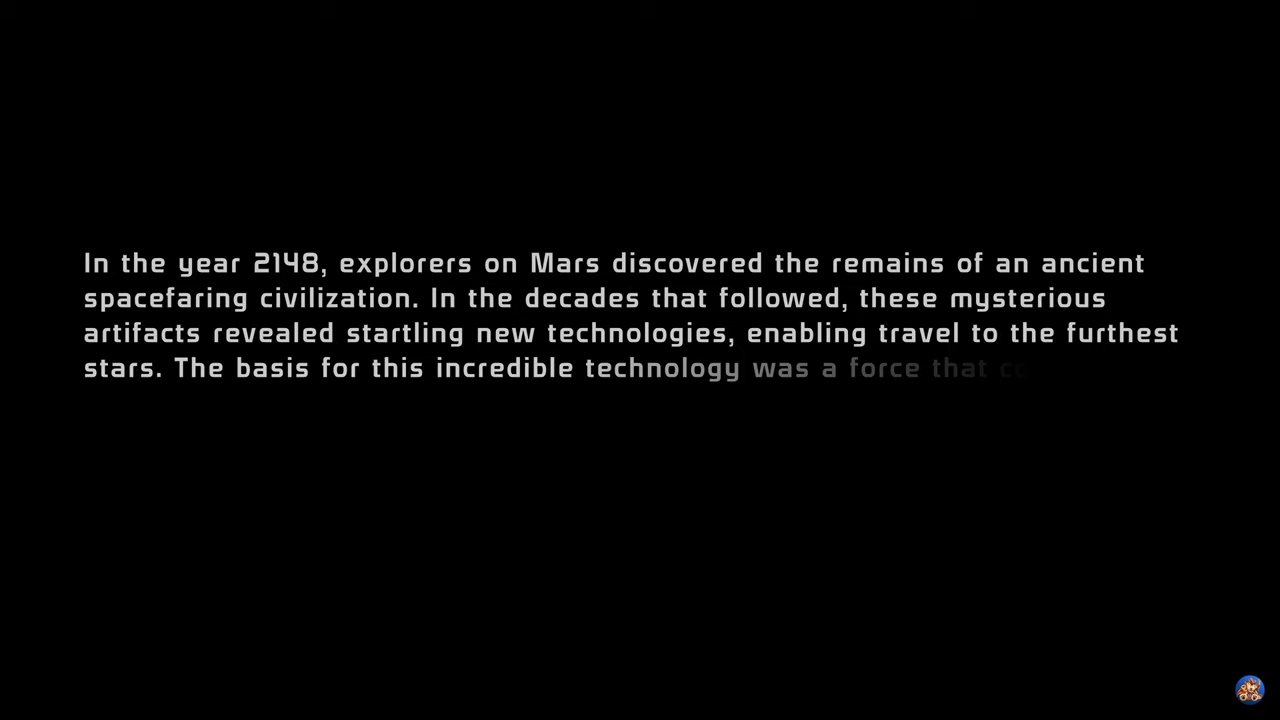 In the year 2148, explorers on Mars discovered the remains of an ancient
spacefaring civilization. In the decades that followed, these mysterious
artifacts revealed startling new technologies, enabling travel to the furthest
stars. The basis for this incredible technology was a force that